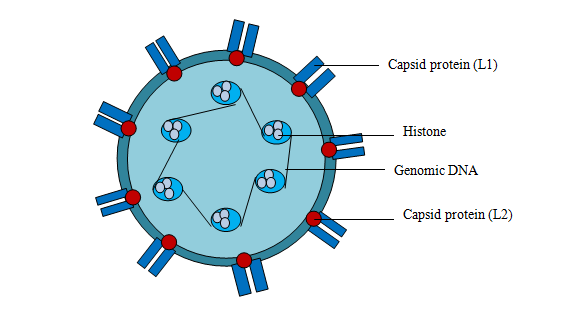 Capsid protein (L1)
Histone
Genomic DNA
Capsid protein (L2)